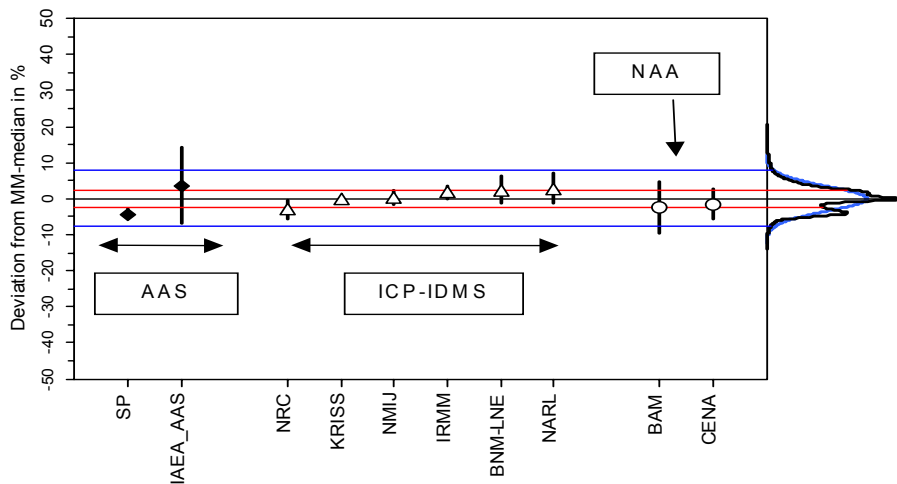 Deviation from MM-median in %
50
40
30
20
10
0
-10
-20
-30
-40
-50
NAA
AAS
ICP-IDMS
SP
IAEA_AAS
NRC
KRISS
NMIJ
IRMM
BNM-LNE
NARL
BAM
CENA